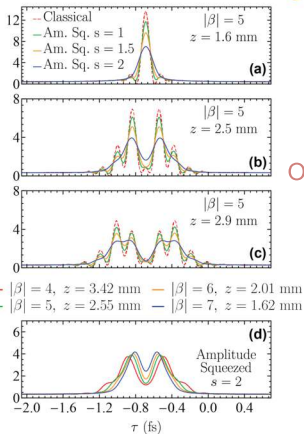 12
8
4
0
Classical
Am. Sq. s = 1
Am. Sq. s = 1.5
Am. Sq. s = 2
|β| = 5
z = 1.6 mm
(a)
8
4
0
|β| = 5
z = 2.5 mm
(b)
8
4
0
|β| = 5
z = 2.9 mm
(c)
|β| = 4, z = 3.42 mm
|β| = 6, z = 2.01 mm
|β| = 5, z = 2.55 mm
|β| = 7, z = 1.62 mm
6
4
2
0
(d)
Amplitude
Squeezed
s = 2
−2.0 −1.6 −1.2 −0.8 −0.4 0.0 0.4
τ (fs)